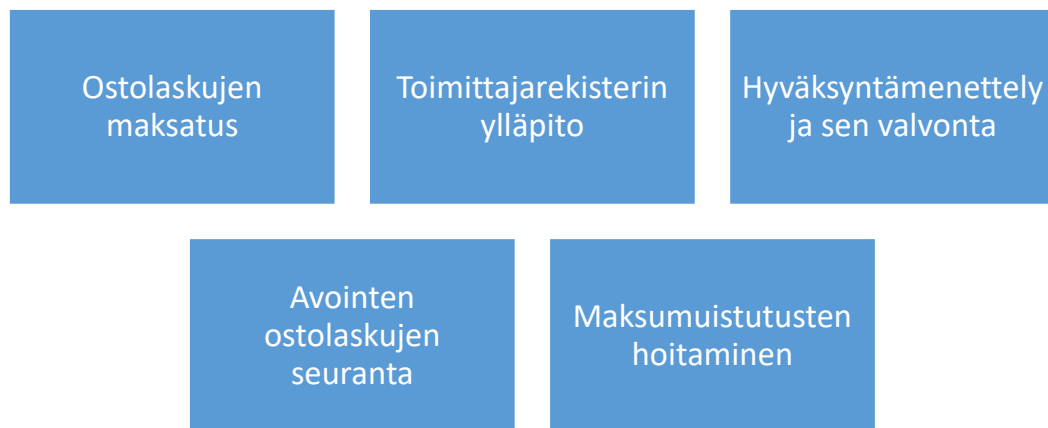 Ostolaskujen
maksatus
Toimittajarekisterin
ylläpito
Hyväksyntämenettely
ja sen valvonta
Avointen
ostolaskujen
seuranta
Maksumuistutusten
hoitaminen